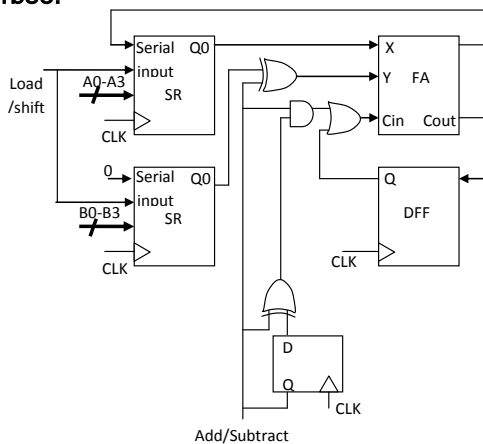 Serial Q0
input
SR
Load
/shift
A0-A3
CLK
X
Y FA
Cin Cout
0
Serial Q0
input
SR
B0-B3
CLK
Q
DFF
CLK
D
Q
CLK
Add/Subtract